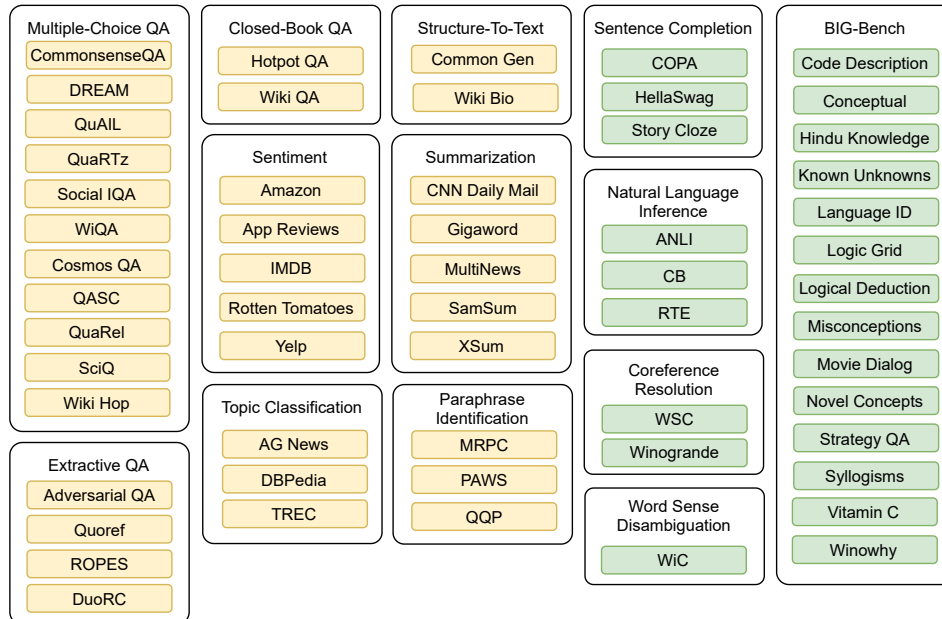 Multiple-Choice QA
CommonsenseQA
DREAM
QuAIL
QuaRTz
Social IQA
WiQA
Cosmos QA
QASC
QuaRel
SciQ
Wiki Hop
Extractive QA
Adversarial QA
Quoref
ROPES
DuoRC
Closed-Book QA
Hotpot QA
Wiki QA
Sentiment
Amazon
App Reviews
IMDB
Rotten Tomatoes
Yelp
Topic Classification
AG News
DBPedia
TREC
Structure-To-Text
Common Gen
Wiki Bio
Summarization
CNN Daily Mail
Gigaword
MultiNews
SamSum
XSum
Paraphrase
Identification
MRPC
PAWS
QQP
Sentence Completion
COPA
HellaSwag
Story Cloze
Natural Language
Inference
ANLI
CB
RTE
Coreference
Resolution
WSC
Winogrande
Word Sense
Disambiguation
WiC
BIG-Bench
Code Description
Conceptual
Hindu Knowledge
Known Unknowns
Language ID
Logic Grid
Logical Deduction
Misconceptions
Movie Dialog
Novel Concepts
Strategy QA
Syllogisms
Vitamin C
Winowhy